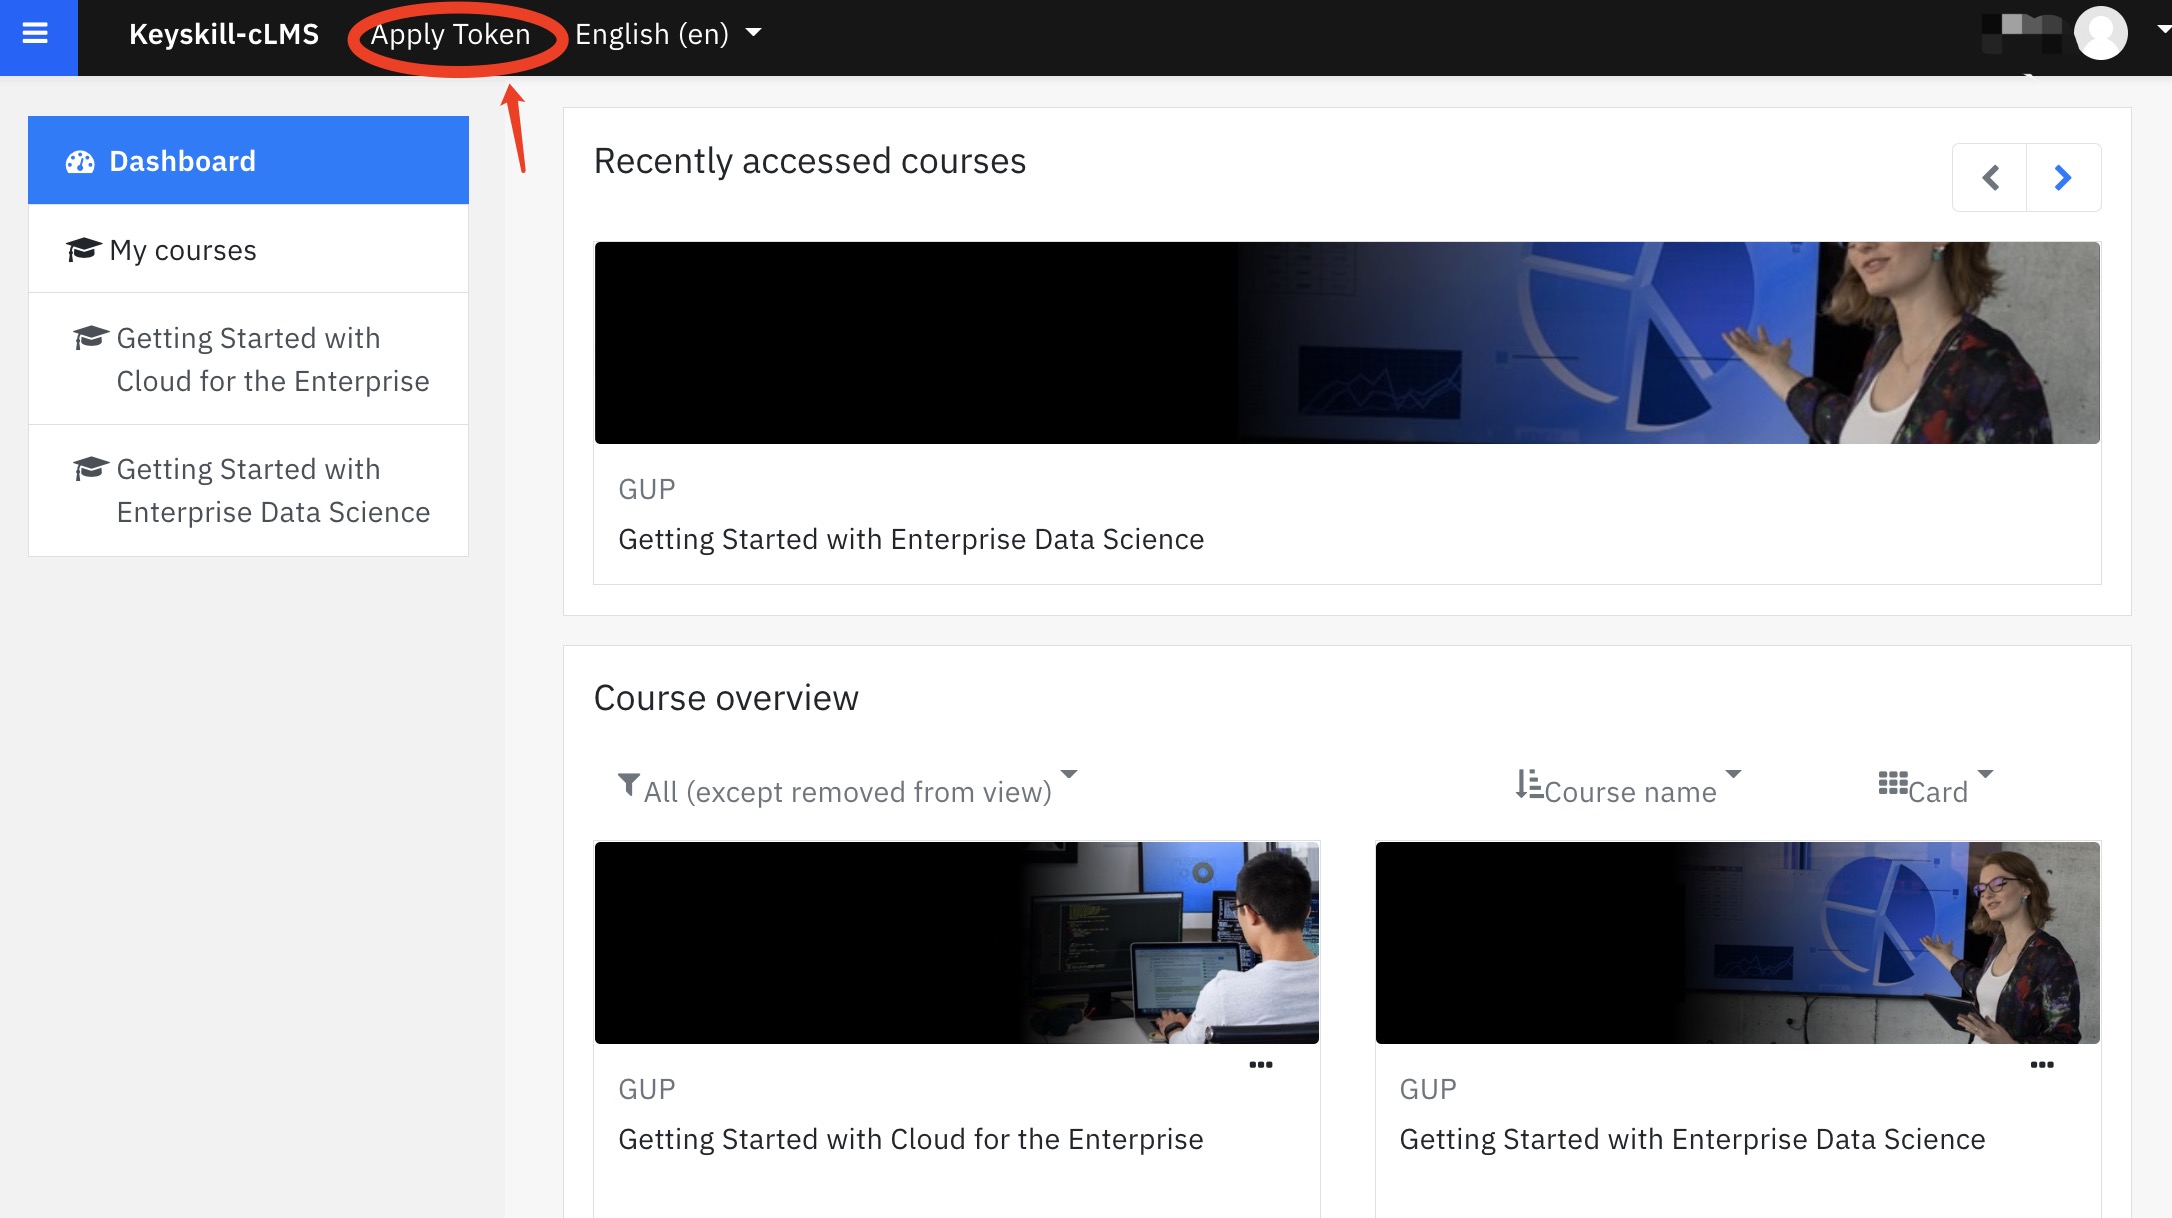 Keyskill-cLMS Apply Token English (en)
Dashboard
My courses
Getting Started with
Cloud for the Enterprise
Getting Started with
Enterprise Data Science
Recently accessed courses
GUP
Getting Started with Enterprise Data Science
Course overview
All (except removed from view) Course name Card
GUP
Getting Started with Cloud for the Enterprise
GUP
Getting Started with Enterprise Data Science